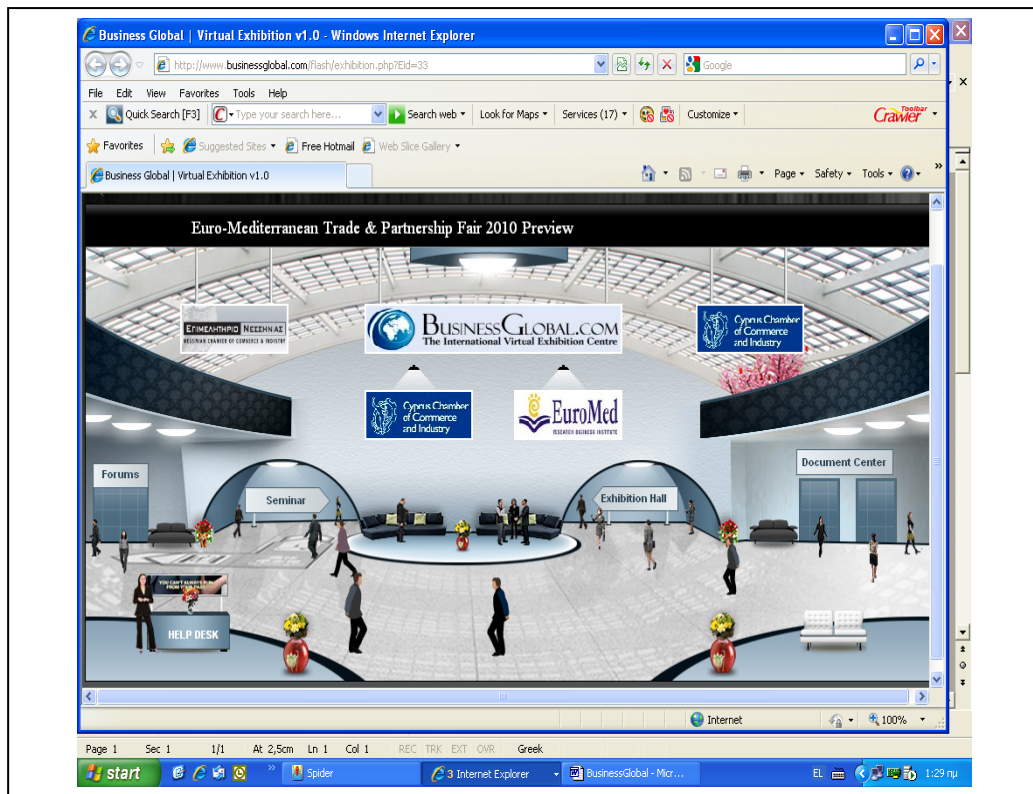 Business Global | Virtual Exhibition v1.0 - Windows Internet Explorer
http://www.businessglobal.com/flash/exhibition.php?Eid=33
Google
File Edit View Favorites Tools Help
Quick Search [F3] Type your search here... Search web Look for Maps Services (17) Customize Crawler Toolbar
Favorites Suggested Sites Free Hotmail Web Slice Gallery
Business Global | Virtual Exhibition v1.0 Page Safety Tools
Euro-Mediterranean Trade & Partnership Fair 2010 Preview
ΕΠΙΜΕΛΗΤΗΡΙΟ ΜΕΣΣΗΝΙΑΣ
MESSINIAN CHAMBER OF COMMERCE & INDUSTRY
BUSINESSGLOBAL.COM
The International Virtual Exhibition Centre
Cyprus Chamber
of Commerce
and Industry
Cyprus Chamber
of Commerce
and Industry
EuroMed
RESEARCH BUSINESS INSTITUTE
Forums
Seminar
Exhibition Hall
Document Center
YOU CAN'T ALWAYS
FROM YOUR
HELP DESK
Internet 100%
Page 1 Sec 1 1/1 At 2,5cm Ln 1 Col 1 REC TRK EXT OVR Greek
start Spider 3 Internet Explorer BusinessGlobal - Micr... EL 1:29 πμ